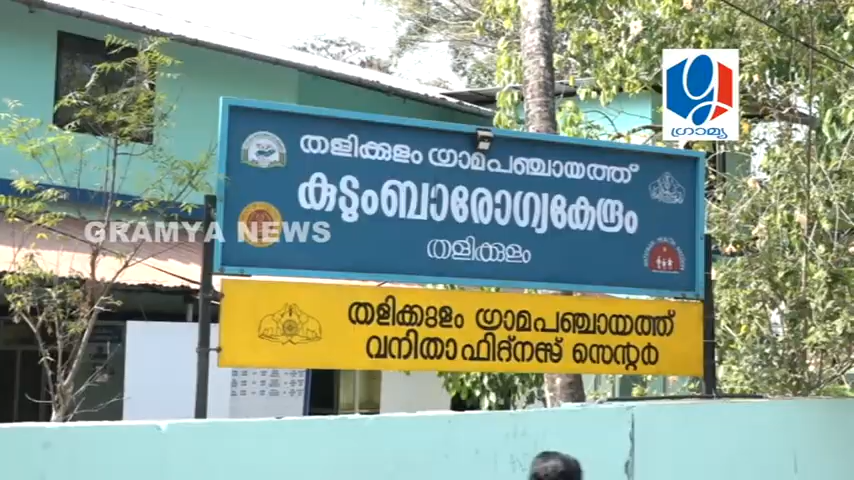 ഗ്രാമ്യ
തളിക്കുളം ഗ്രാമപഞ്ചായത്ത്
കുടുംബാരോഗ്യകേന്ദ്രം
തളിക്കുളം
GRAMYA NEWS
തളിക്കുളം ഗ്രാമപഞ്ചായത്ത്
വനിതാഫിറ്റ്നസ് സെന്റർ